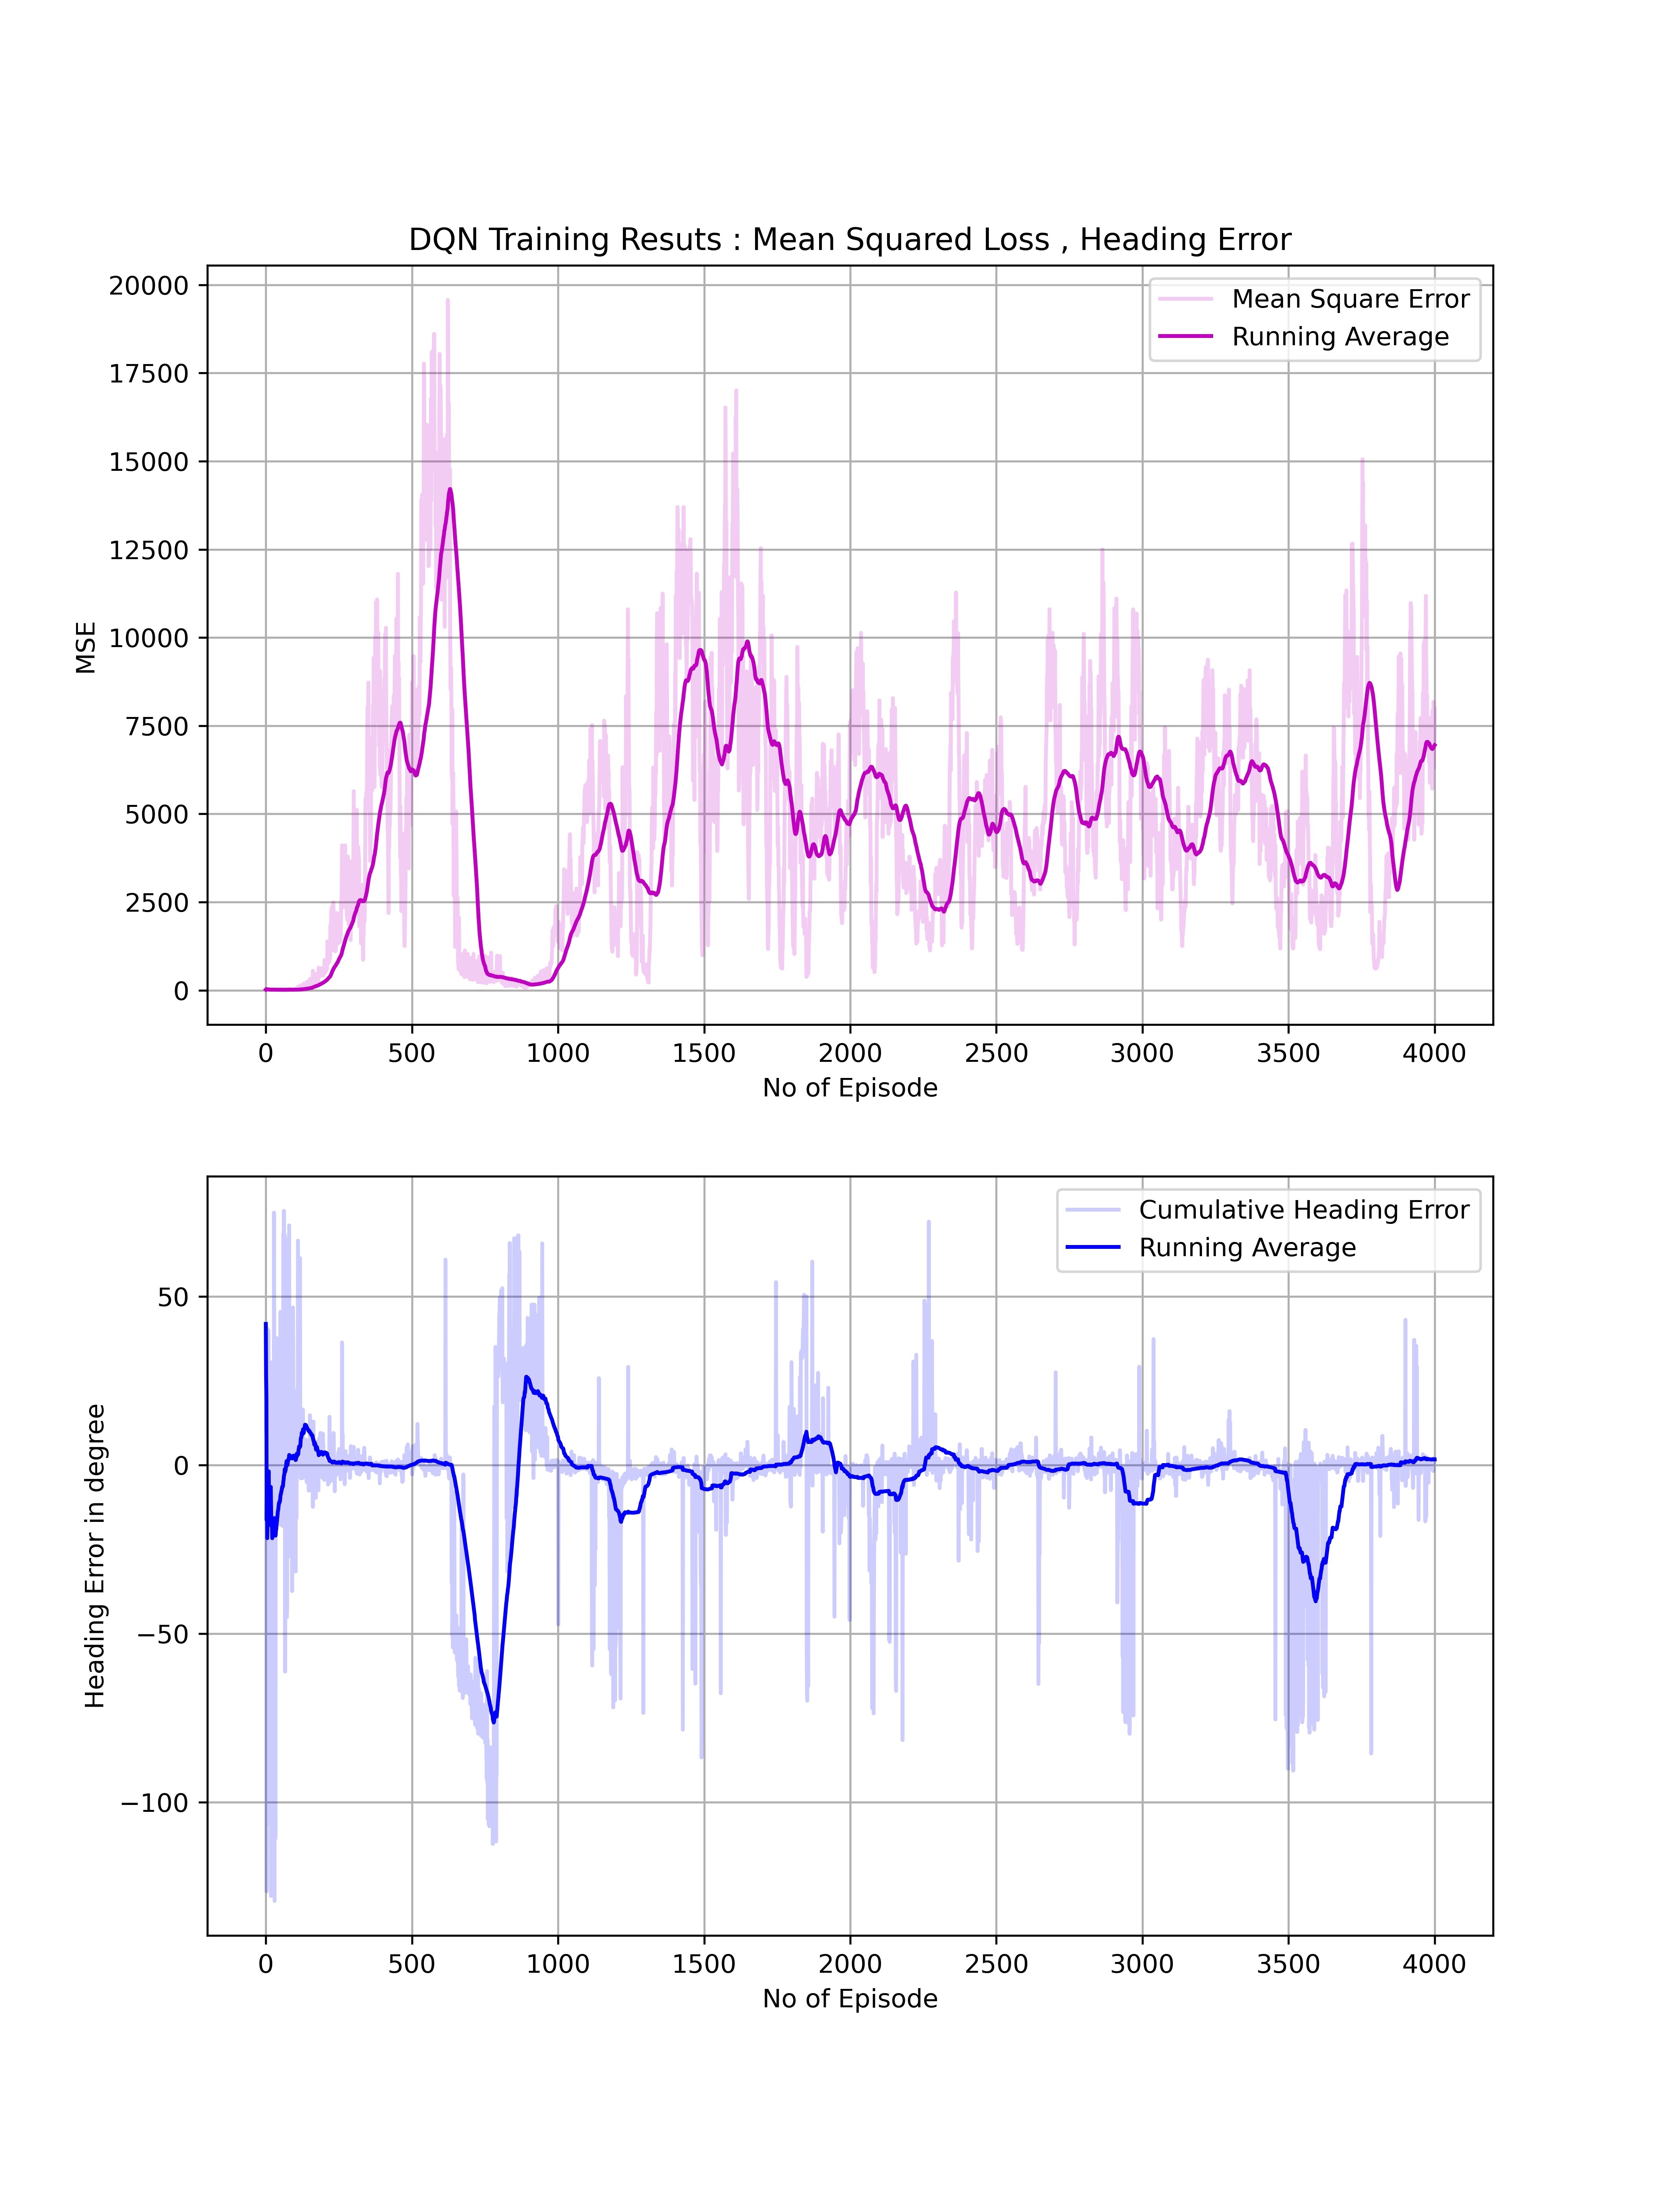 DQN Training Resuts : Mean Squared Loss , Heading Error
20000
17500
15000
12500
10000
7500
5000
2500
0
MSE
Mean Square Error
Running Average
0 500 1000 1500 2000 2500 3000 3500 4000
No of Episode
50
0
−50
−100
Heading Error in degree
Cumulative Heading Error
Running Average
0 500 1000 1500 2000 2500 3000 3500 4000
No of Episode